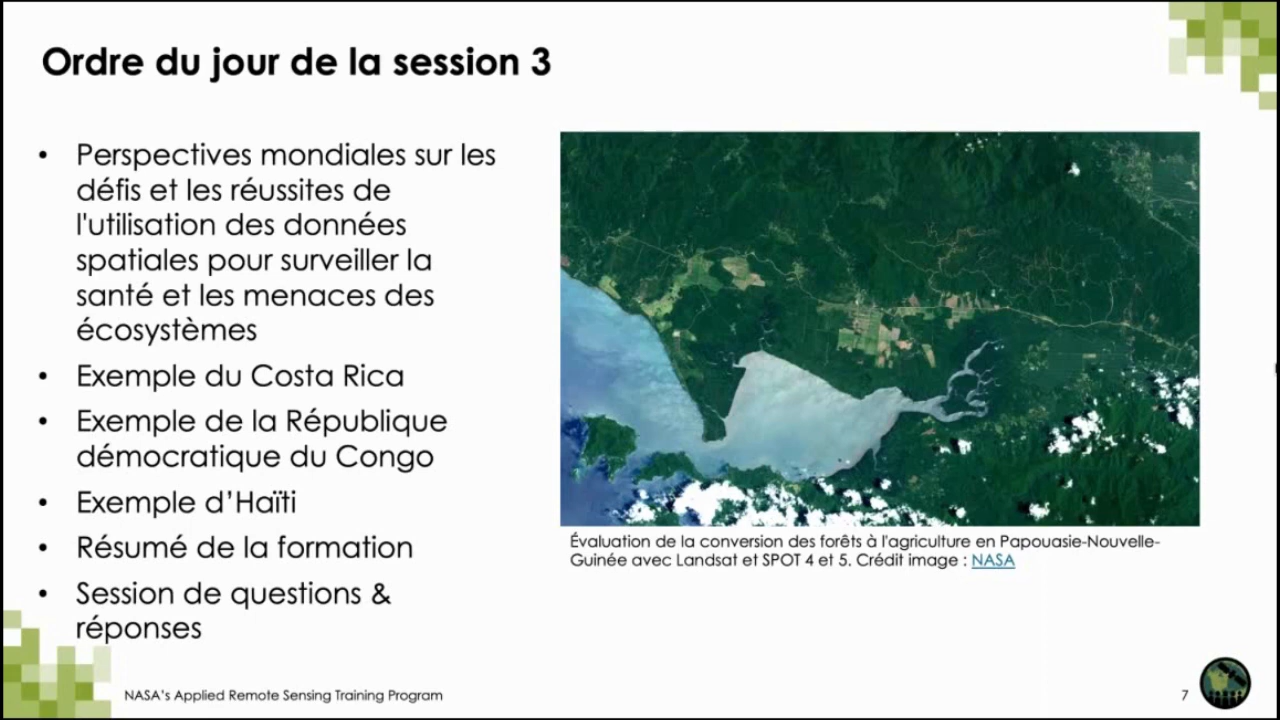 Ordre du jour de la session 3
• Perspectives mondiales sur les
défis et les réussites de
l'utilisation des données
spatiales pour surveiller la
santé et les menaces des
écosystèmes
• Exemple du Costa Rica
• Exemple de la République
démocratique du Congo
• Exemple d’Haïti
• Résumé de la formation
• Session de questions &
réponses
Évaluation de la conversion des forêts à l'agriculture en Papouasie-Nouvelle-
Guinée avec Landsat et SPOT 4 et 5. Crédit image : NASA
NASA’s Applied Remote Sensing Training Program
7